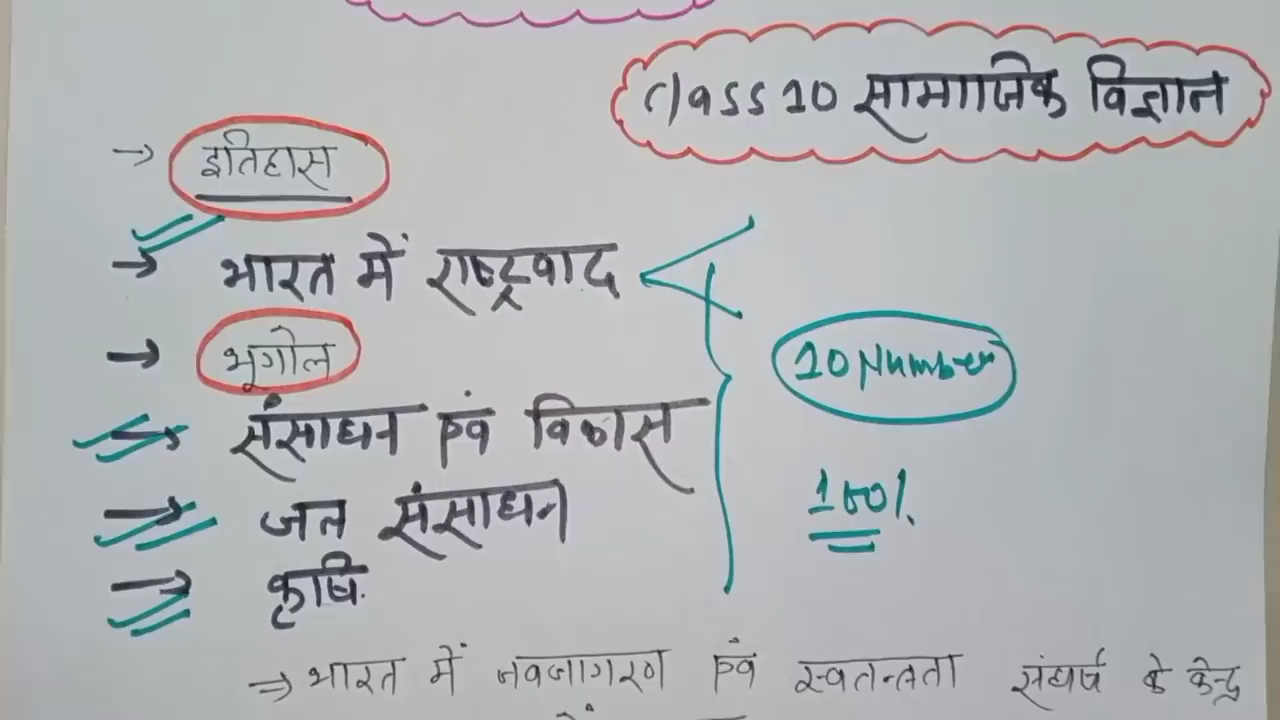 Class 10 सामाजिक विज्ञान
इतिहास
भारत में राष्ट्रवाद
भूगोल
10 Number
संसाधन एवं विकास
100%
जल संसाधन
कृषि
भारत में नवजागरण एवं स्वतन्त्रता संघर्ष के केन्द्र